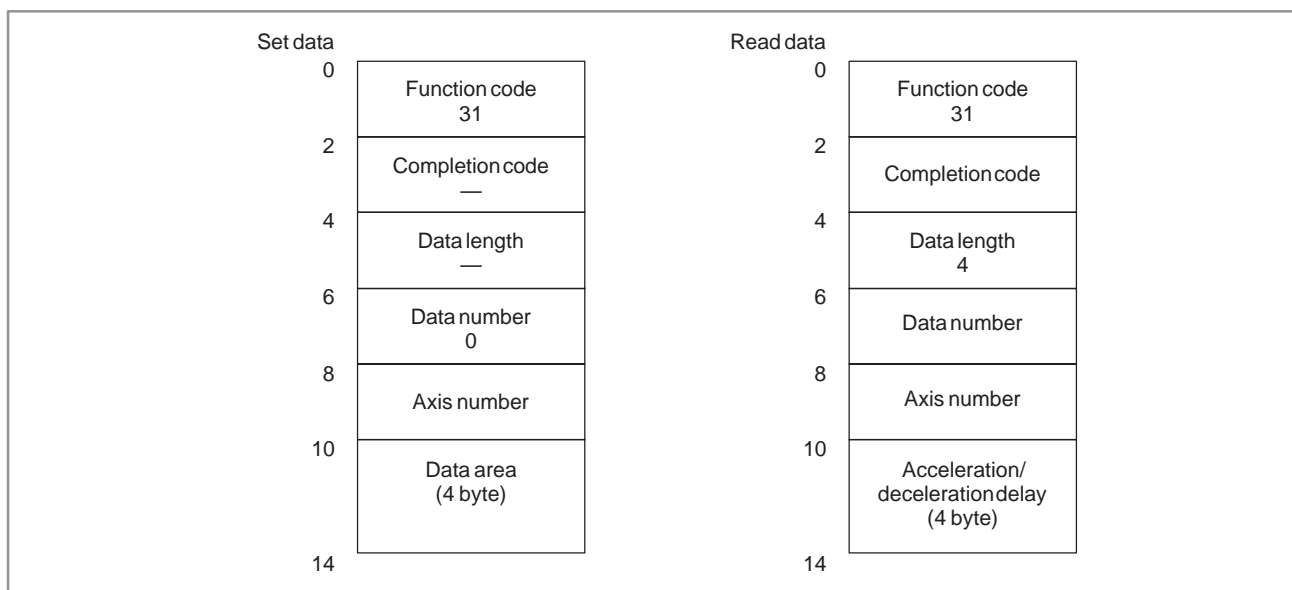 Set data
0
Function code
31
2
Completion code
—
4
Data length
—
6
Data number
0
8
Axis number
10
Data area
(4 byte)
14
Read data
0
Function code
31
2
Completion code
4
Data length
4
6
Data number
8
Axis number
10
Acceleration/
deceleration delay
(4 byte)
14